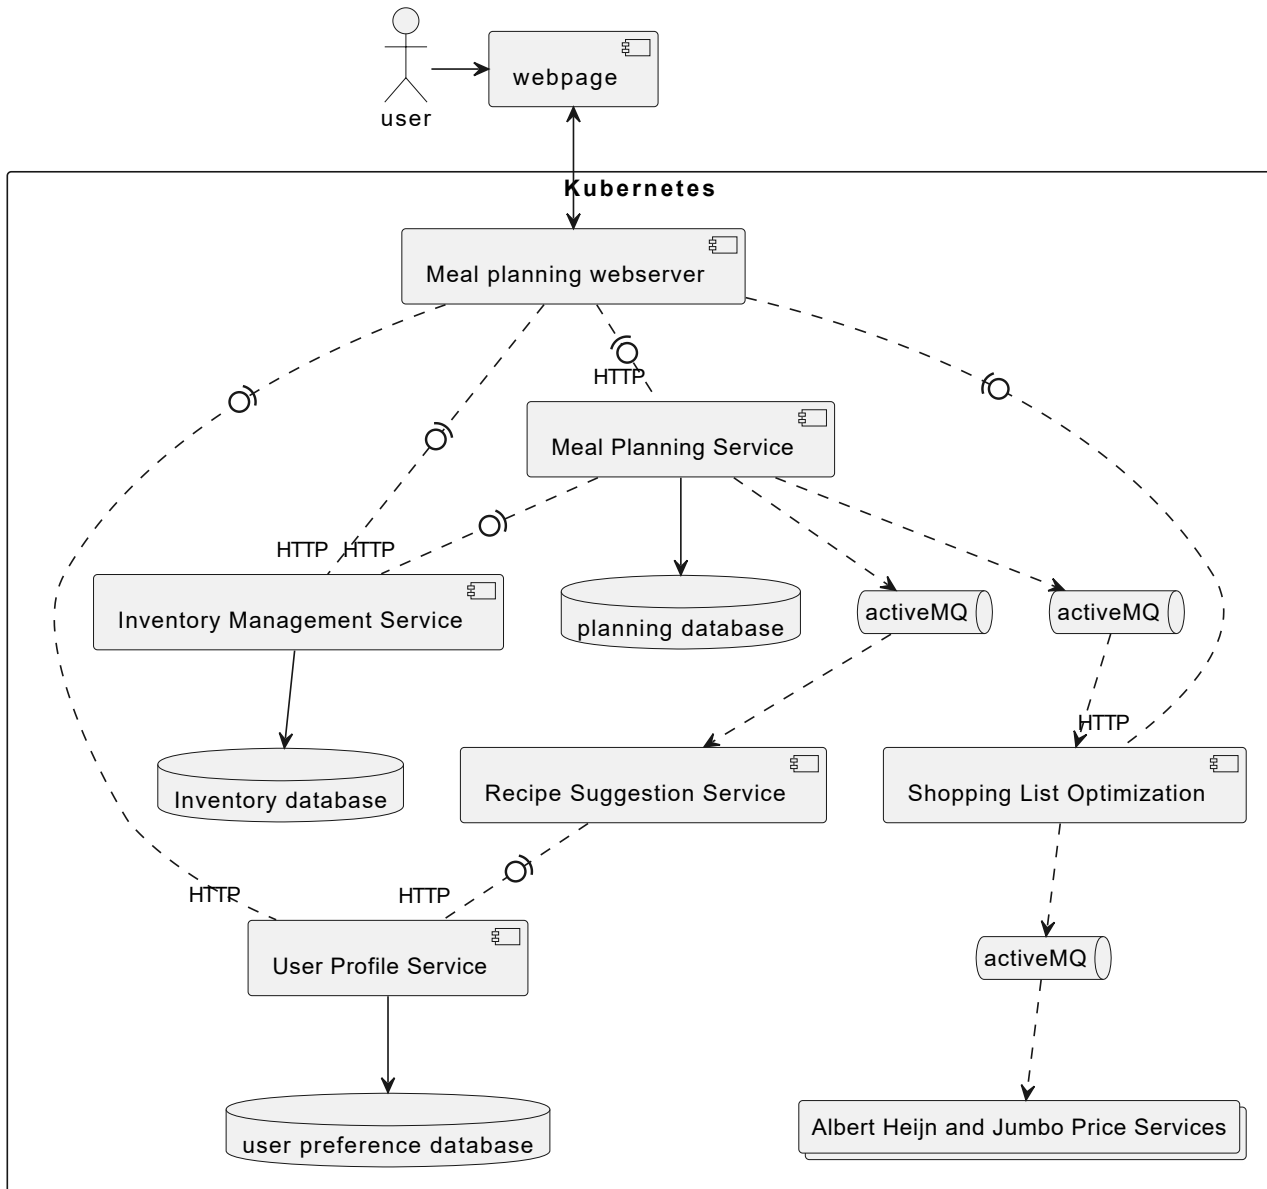 webpage
user
Kubernetes
Meal planning webserver
HTTP
Meal Planning Service
HTTP
HTTP
Inventory Management Service
planning database
activeMQ
activeMQ
HTTP
Inventory database
Recipe Suggestion Service
Shopping List Optimization
HTTP
HTTP
User Profile Service
activeMQ
user preference database
Albert Heijn and Jumbo Price Services